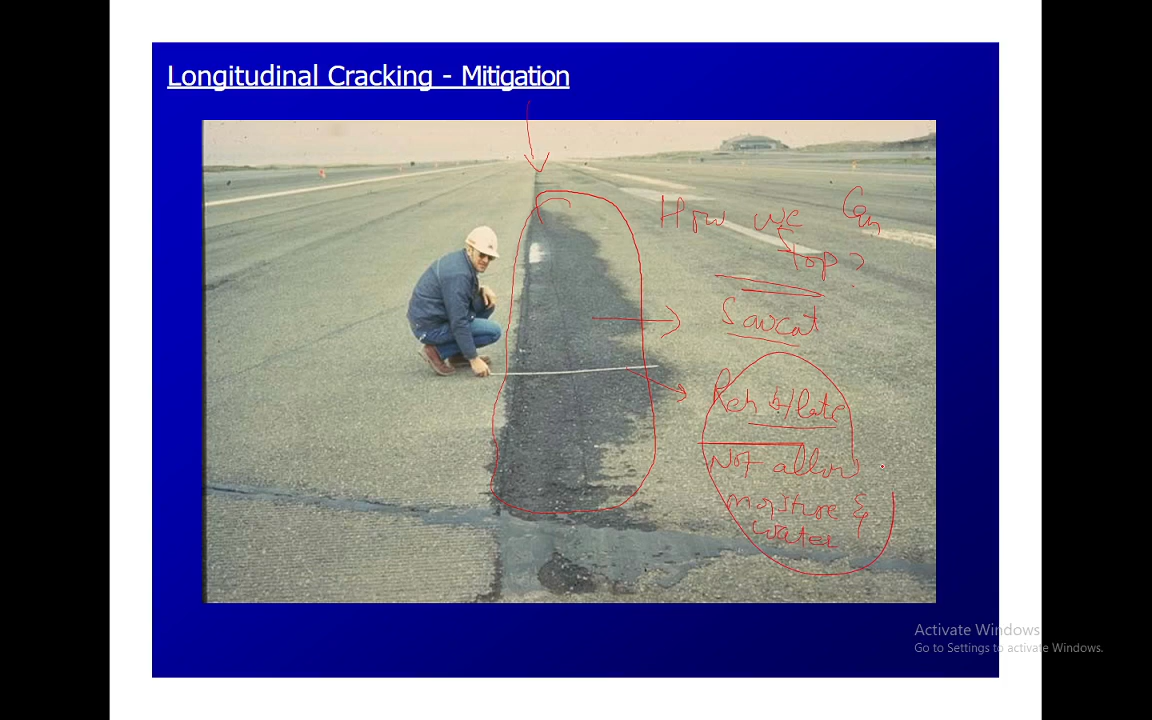 Longitudinal Cracking - Mitigation
How we Can
stop?
Sawcut
Not allow
moisture &
water
Activate Windows
Go to Settings to activate Windows.